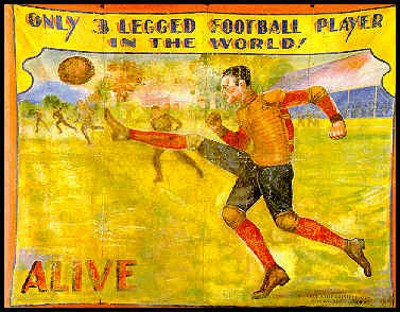 ONLY 3 LEGGED FOOTBALL PLAYER
IN THE WORLD!
ALIVE